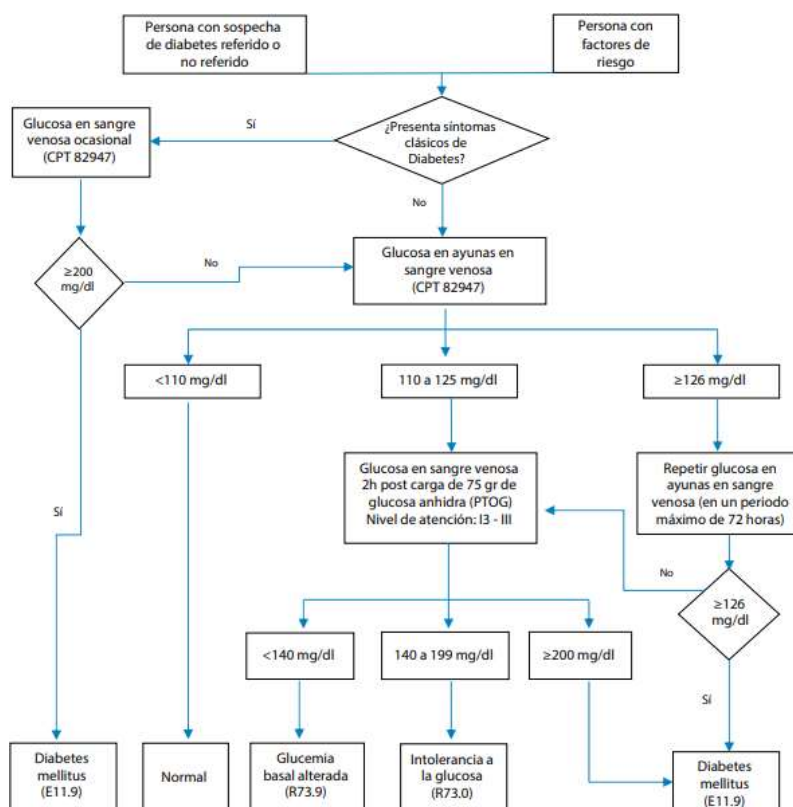 Persona con sospecha
de diabetes referido o
no referido
Persona con
factores de
riesgo
¿Presenta síntomas
clásicos de
Diabetes?
Sí
Glucosa en sangre
venosa ocasional
(CPT 82947)
No
≥200
mg/dl
No
Glucosa en ayunas en
sangre venosa
(CPT 82947)
<110 mg/dl
110 a 125 mg/dl
≥126 mg/dl
Glucosa en sangre venosa
2h post carga de 75 gr de
glucosa anhidra (PTOG)
Nivel de atención: I3 - III
Repetir glucosa en
ayunas en sangre
venosa (en un periodo
máximo de 72 horas)
Sí
No
≥126
mg/dl
<140 mg/dl
140 a 199 mg/dl
≥200 mg/dl
Sí
Diabetes
mellitus
(E11.9)
Normal
Glucemia
basal alterada
(R73.9)
Intolerancia a
la glucosa
(R73.0)
Diabetes
mellitus
(E11.9)